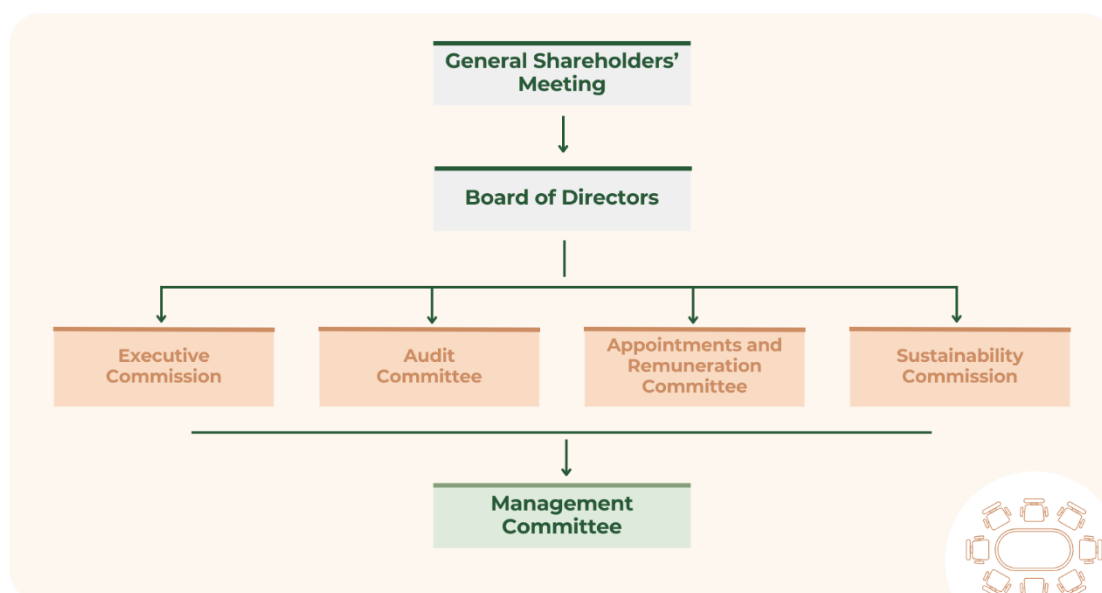 General Shareholders’
Meeting
Board of Directors
Executive
Commission
Audit
Committee
Appointments and
Remuneration
Committee
Sustainability
Commission
Management
Committee